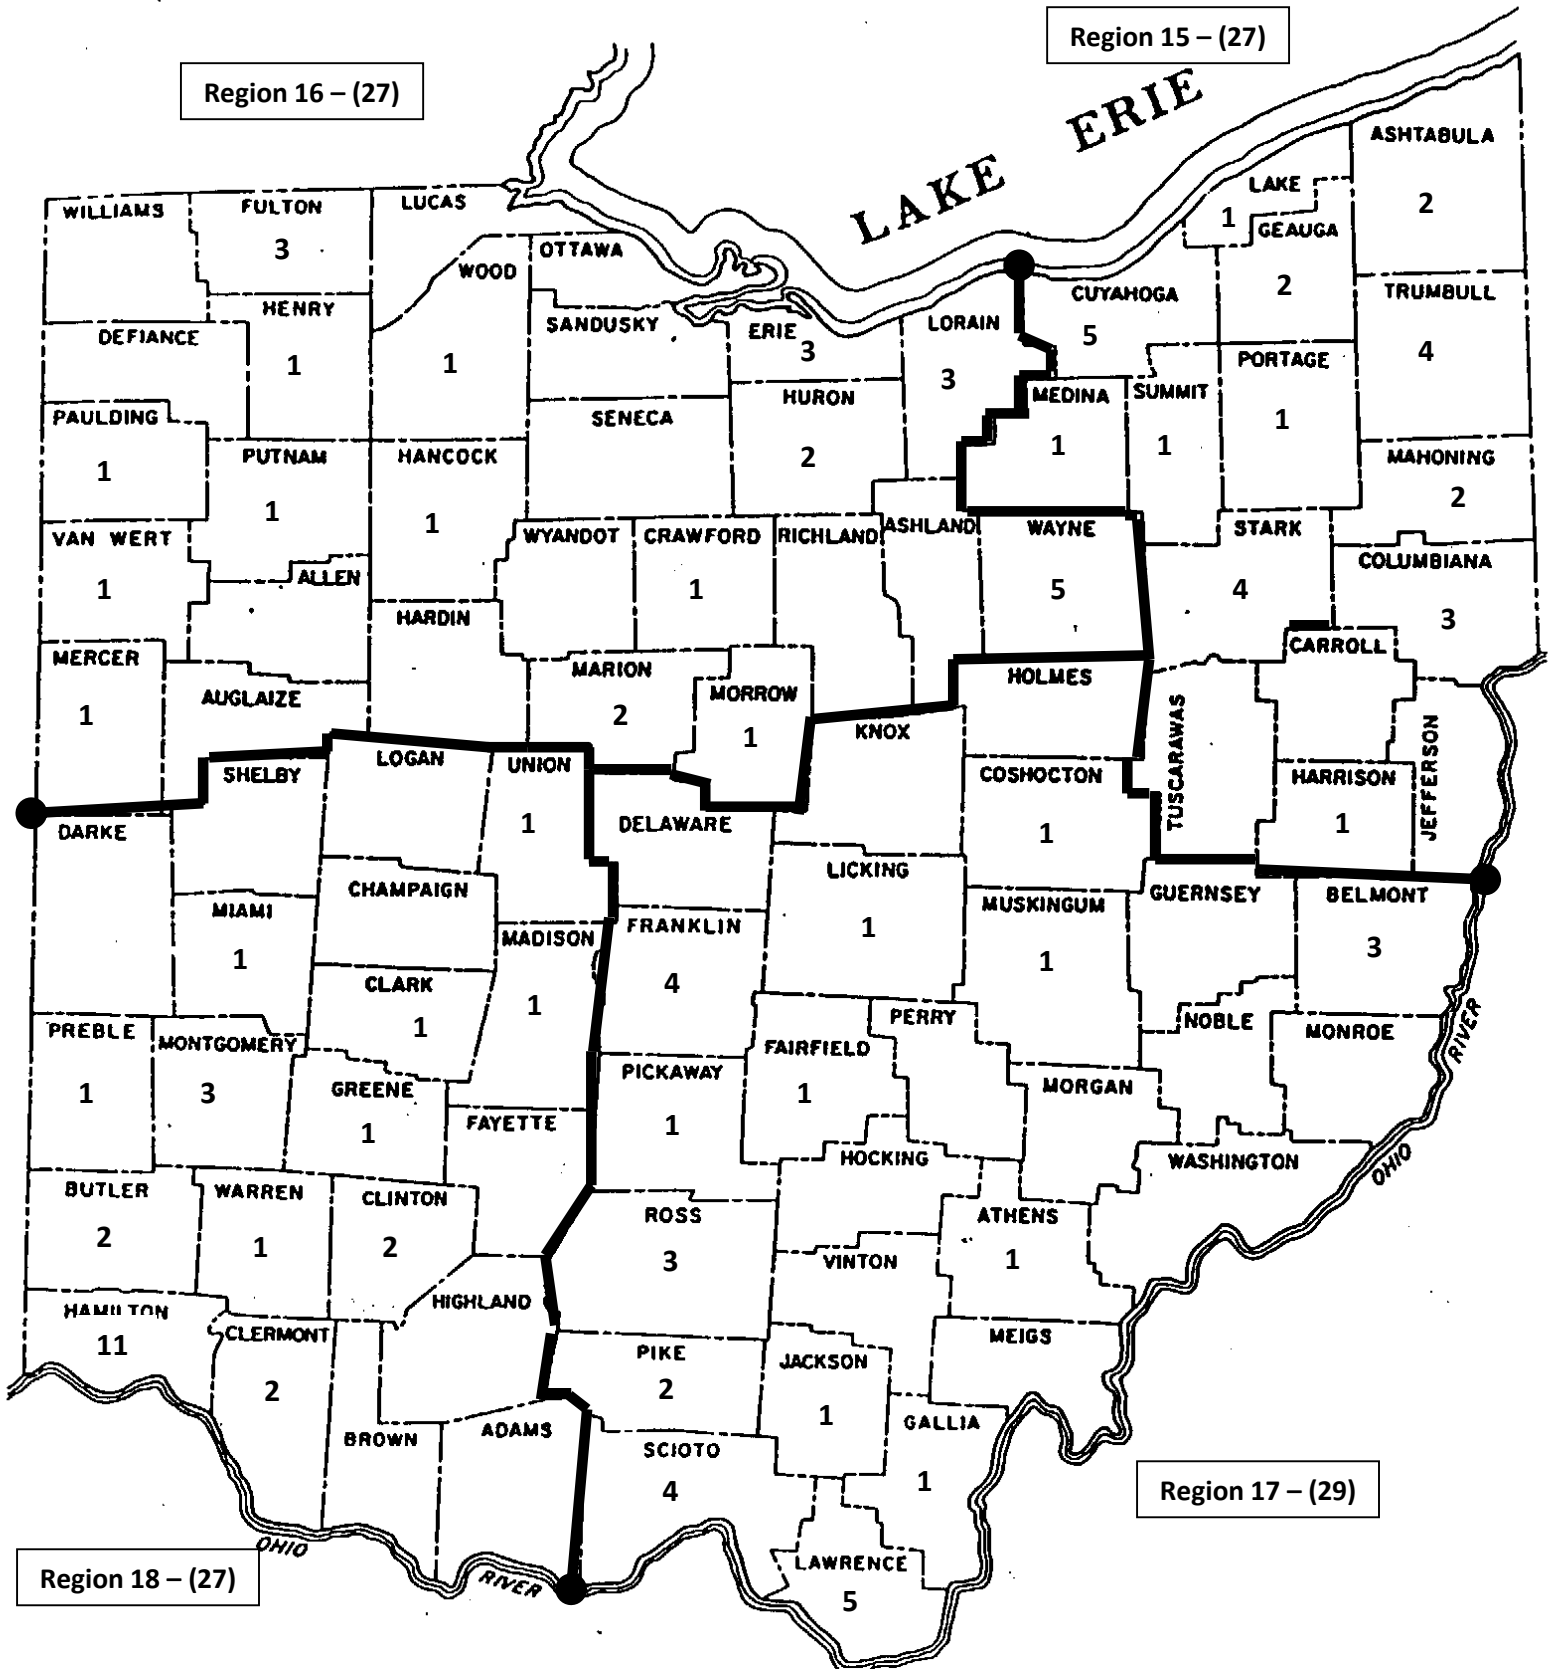 Region 15 – (27)
Region 16 – (27)
LAKE ERIE
ASHTABULA
2
LAKE
1
GEAUGA
2
WILLIAMS
FULTON
3
LUCAS
OTTAWA
WOOD
1
CUYAHOGA
5
TRUMBULL
4
HENRY
1
DEFIANCE
SANDUSKY
ERIE
3
LORAIN
3
PORTAGE
1
MEDINA
1
SUMMIT
1
HURON
2
SENECA
PAULDING
1
PUTNAM
1
HANCOCK
1
MAHONING
2
VAN WERT
1
ALLEN
WYANDOT
CRAWFORD
1
RICHLAND
ASHLAND
WAYNE
5
STARK
4
COLUMBIANA
3
HARDIN
CARROLL
MERCER
1
AUGLAIZE
MARION
2
MORROW
1
HOLMES
KNOX
TUSCARAWAS
JEFFERSON
SHELBY
LOGAN
UNION
1
COSHOCTON
1
HARRISON
1
DARKE
DELAWARE
LICKING
1
CHAMPAIGN
MIAMI
1
MUSKINGUM
1
GUERNSEY
BELMONT
3
MADISON
1
FRANKLIN
4
CLARK
1
PREBLE
1
MONTGOMERY
3
PERRY
NOBLE
MONROE
FAIRFIELD
1
GREENE
1
PICKAWAY
1
MORGAN
FAYETTE
HOCKING
WASHINGTON
OHIO
RIVER
BUTLER
2
WARREN
1
CLINTON
2
ROSS
3
ATHENS
1
VINTON
HIGHLAND
HAMILTON
11
CLERMONT
2
PIKE
2
JACKSON
1
MEIGS
BROWN
ADAMS
SCIOTO
4
GALLIA
1
Region 17 – (29)
OHIO
RIVER
LAWRENCE
5
Region 18 – (27)